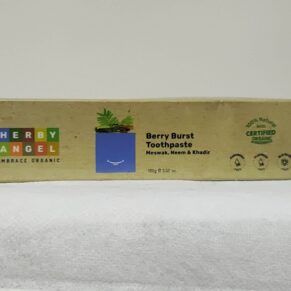 HERBY
ANGEL
EMBRACE ORGANIC
Berry Burst
Toothpaste
Meswak, Neem & Khadir
100% Natural
CERTIFIED
ORGANIC